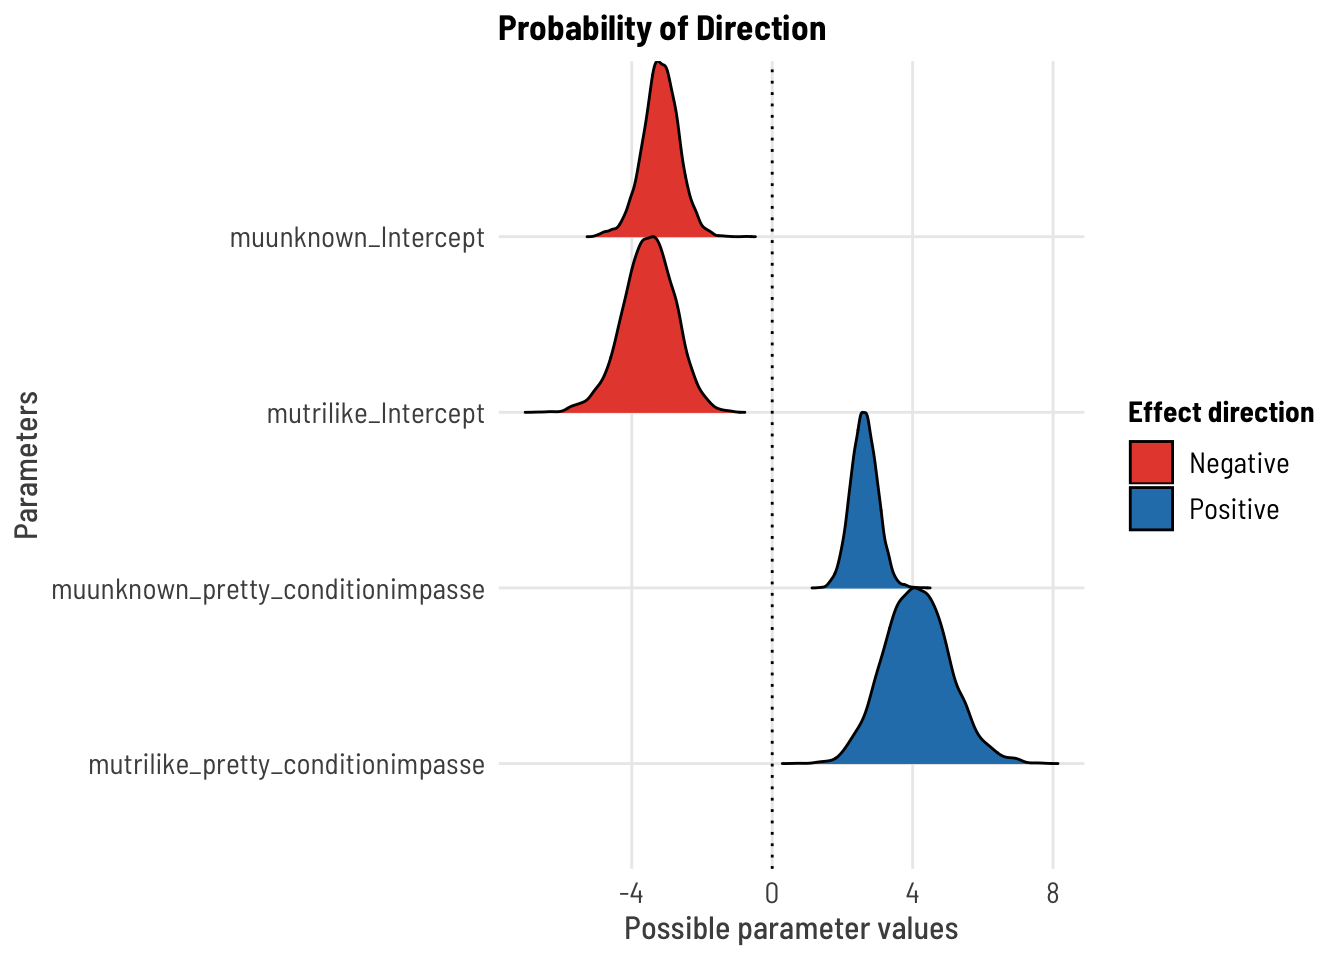 Probability of Direction
muunknown_Intercept
mutrilike_Intercept
muunknown_pretty_conditionimpasse
mutrilike_pretty_conditionimpasse
Parameters
-4 0 4 8
Possible parameter values
Effect direction
Negative
Positive